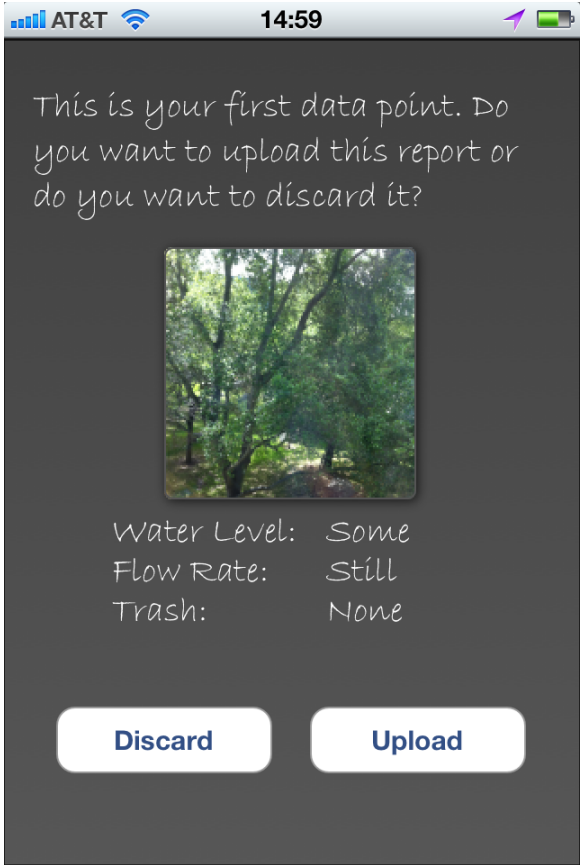 AT&T 14:59
This is your first data point. Do
you want to upload this report or
do you want to discard it?
Water Level: Some
Flow Rate: Still
Trash: None
Discard Upload